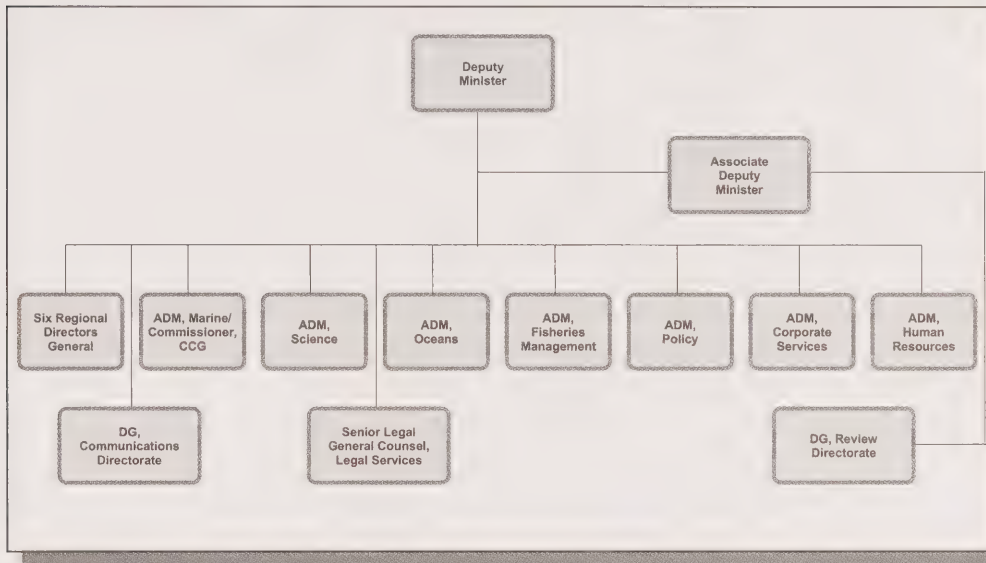 Deputy
Minister
Associate
Deputy
Minister
Six Regional
Directors
General
ADM, Marine/
Commissioner,
CCG
ADM,
Science
ADM,
Oceans
ADM,
Fisheries
Management
ADM,
Policy
ADM,
Corporate
Services
ADM,
Human
Resources
DG,
Communications
Directorate
Senior Legal
General Counsel,
Legal Services
DG, Review
Directorate